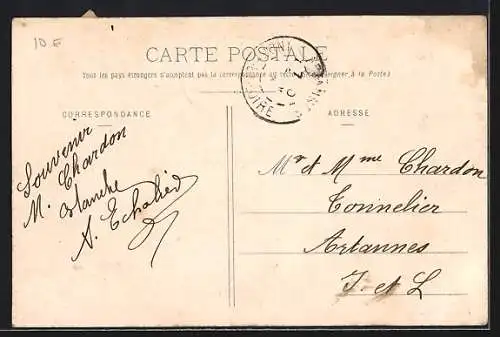 10 F
CARTE POSTALE
Tous les pays étrangers n'acceptent pas la correspondance au recto (se renseigner à la Poste)
CORRESPONDANCE
ADRESSE
Souvenir
M. Chardon
Blanche
Mr et Mme Chardon
Tonnelier
Artannes
I. et L